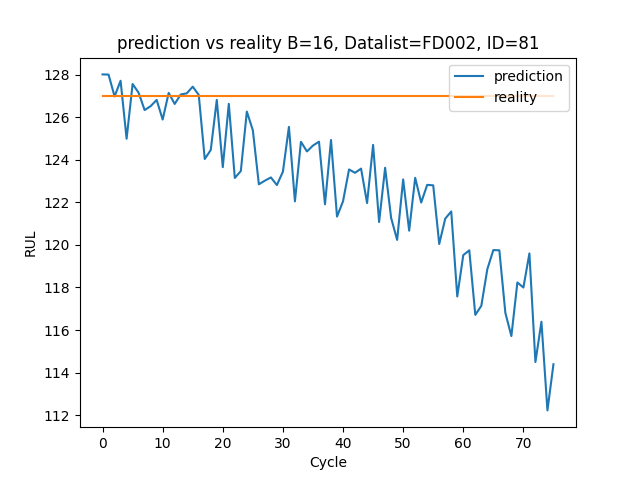 prediction vs reality B=16, Datalist=FD002, ID=81
prediction
reality
RUL
128
126
124
122
120
118
116
114
112
0 10 20 30 40 50 60 70
Cycle